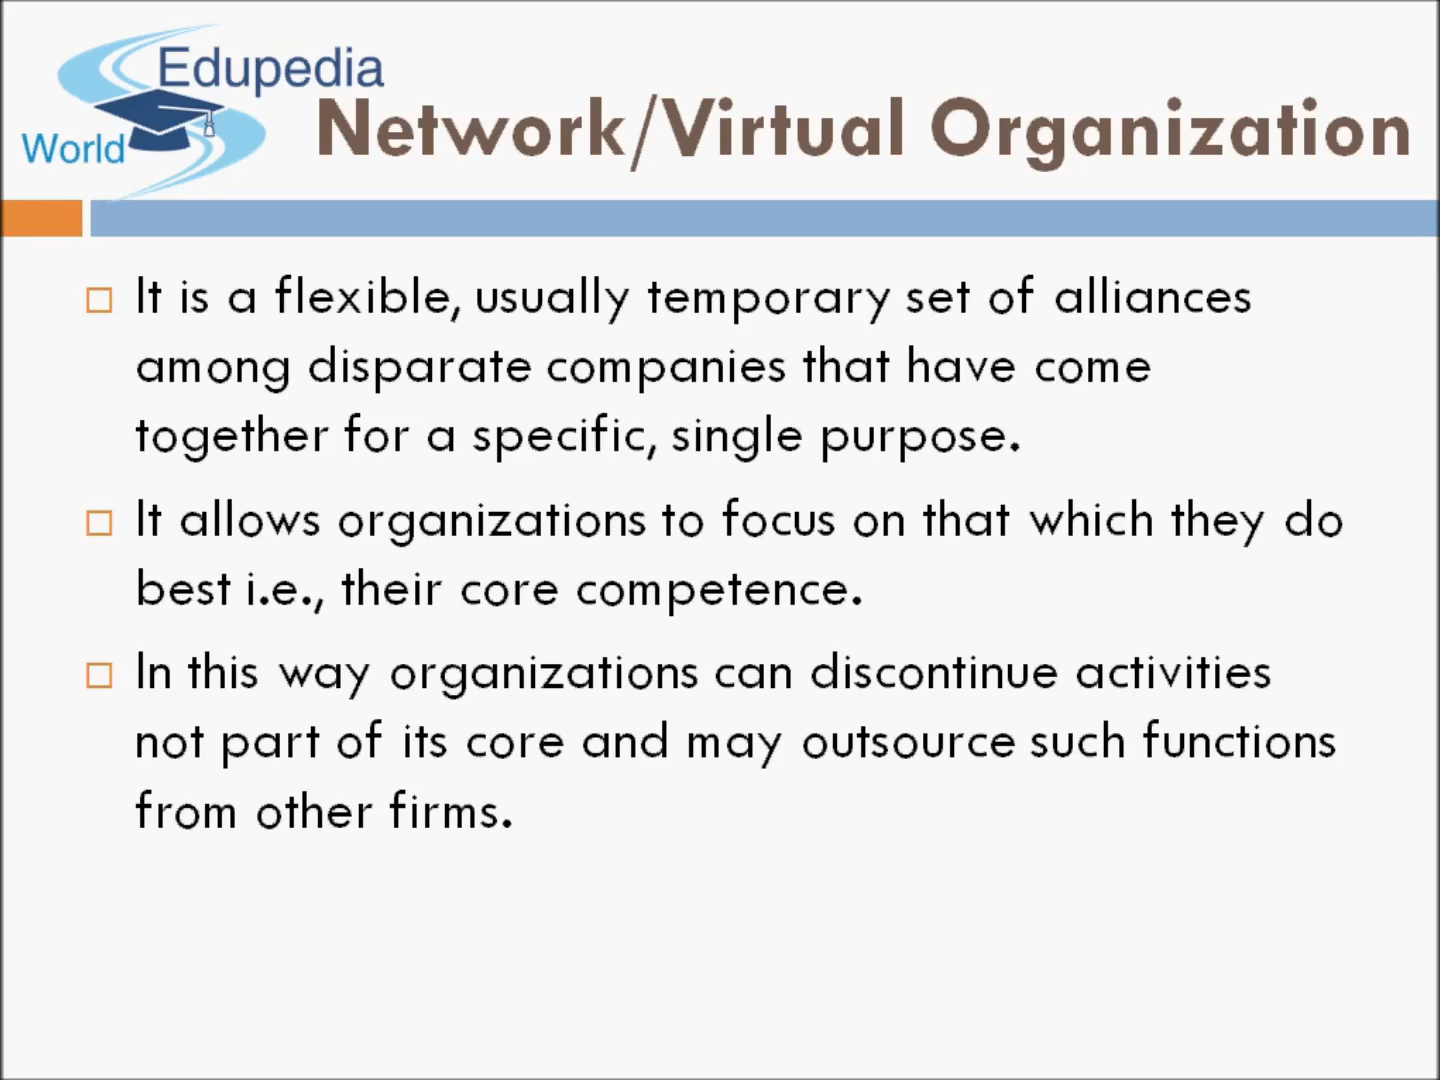 Edupedia
World
Network/Virtual Organization
It is a flexible, usually temporary set of alliances
among disparate companies that have come
together for a specific, single purpose.
It allows organizations to focus on that which they do
best i.e., their core competence.
In this way organizations can discontinue activities
not part of its core and may outsource such functions
from other firms.